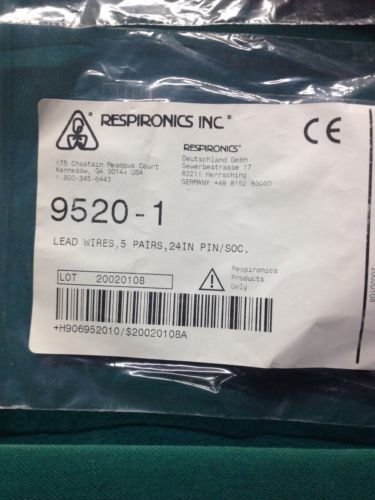 RESPIRONICS INC.®
175 Chastain Meadows Court
Kennesaw, GA 30144 USA
1-800-345-6443
RESPIRONICS®
Deutschland GmbH
Gewerbestrasse 17
82211 Herrsching
GERMANY +49 8152 93060
CE
9520-1
LEAD WIRES,5 PAIRS,24IN PIN/SOC.
LOT 20020108
Respironics
Products
Only
+H906952010/$20020108A
20020108